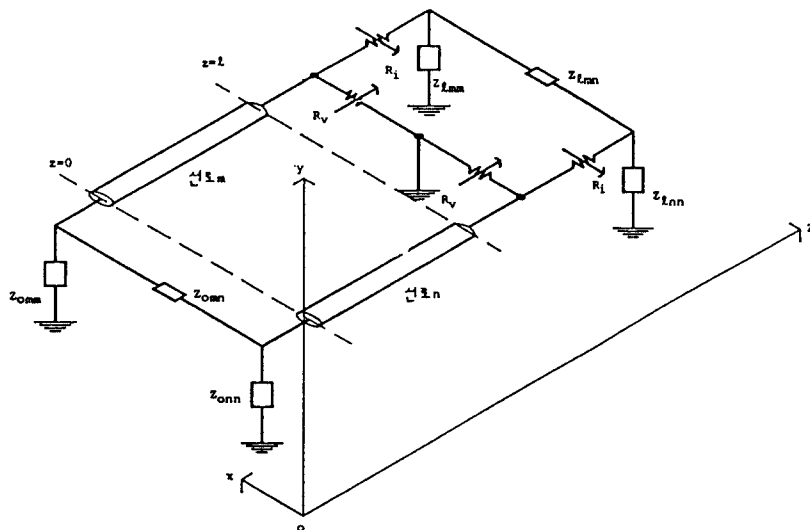 R_i
Z_ℓmm
Z_ℓmn
z=ℓ
R_v
z=0
선로m
y
R_v
R_i
Z_ℓnn
z
Z_omm
Z_omn
선로n
Z_onn
x
o